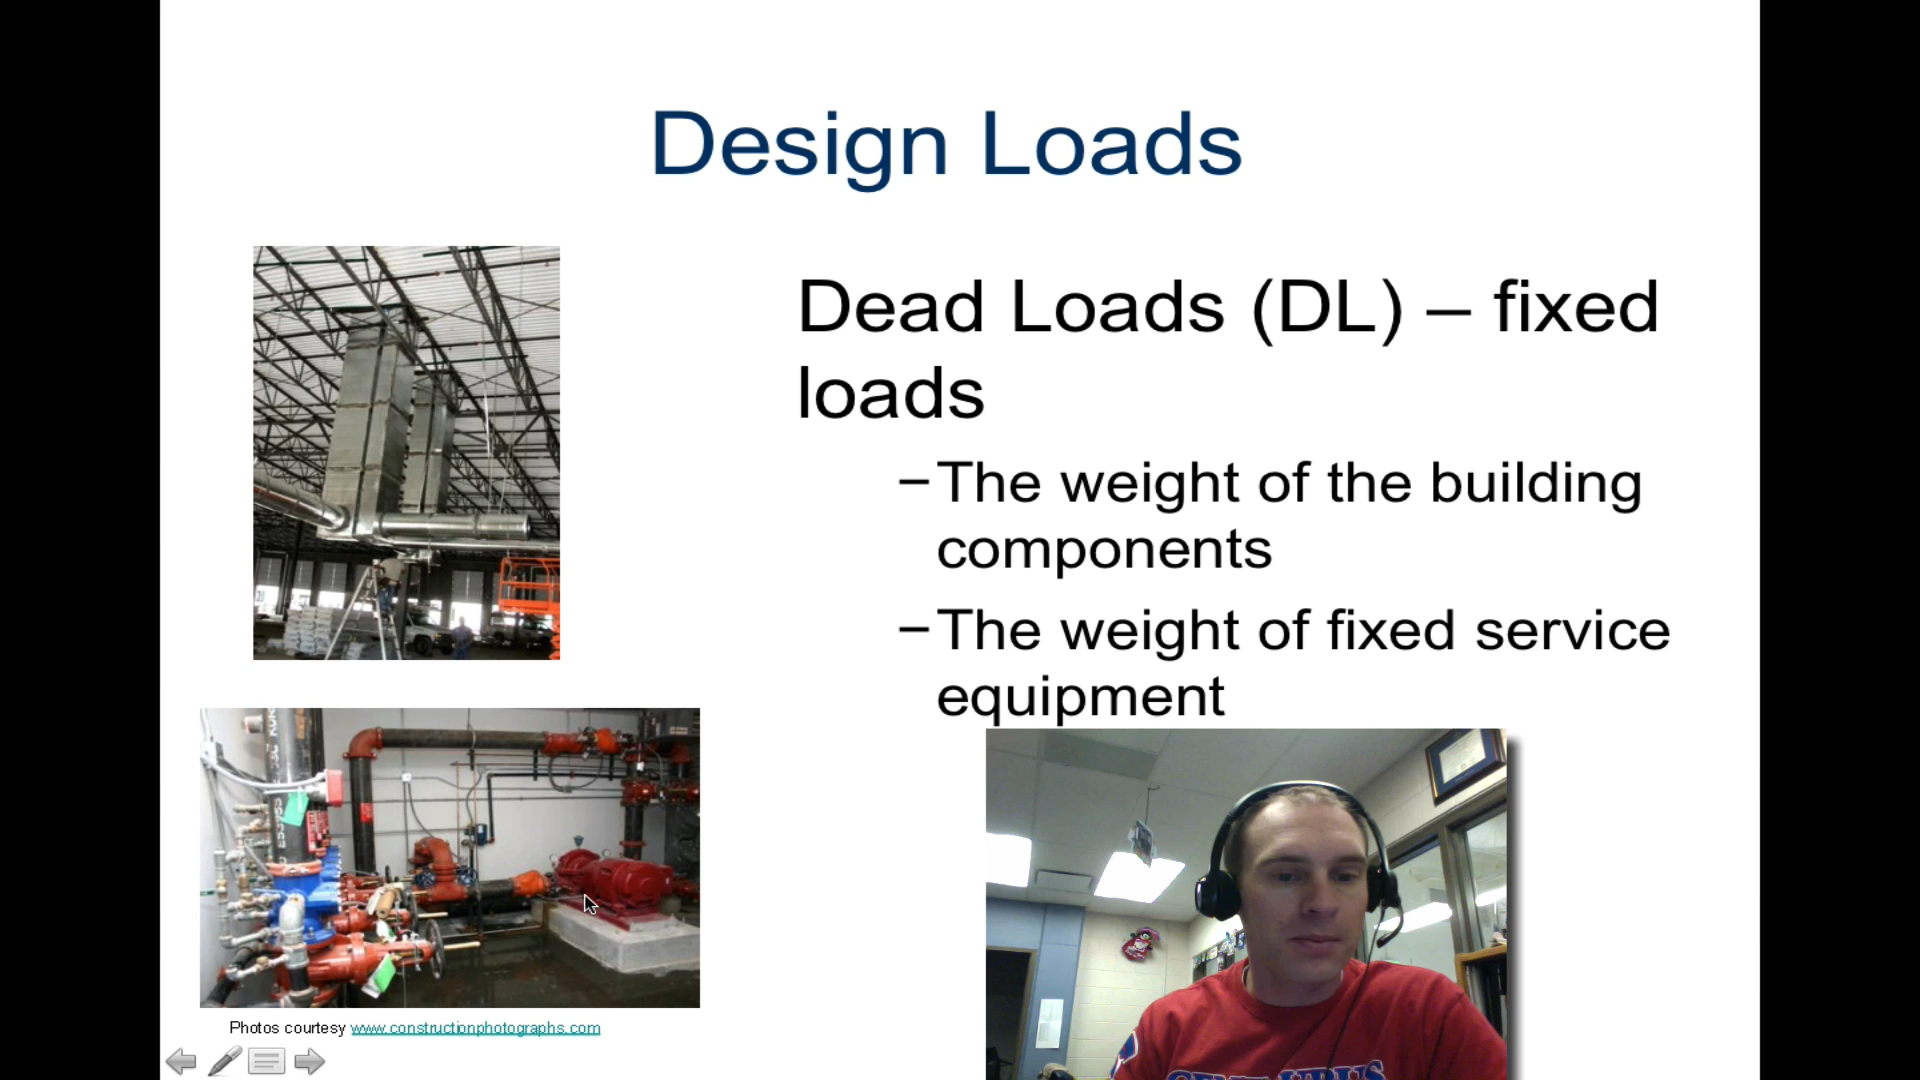 Design Loads
Dead Loads (DL) – fixed
loads
–The weight of the building
components
–The weight of fixed service
equipment
Photos courtesy www.constructionphotographs.com